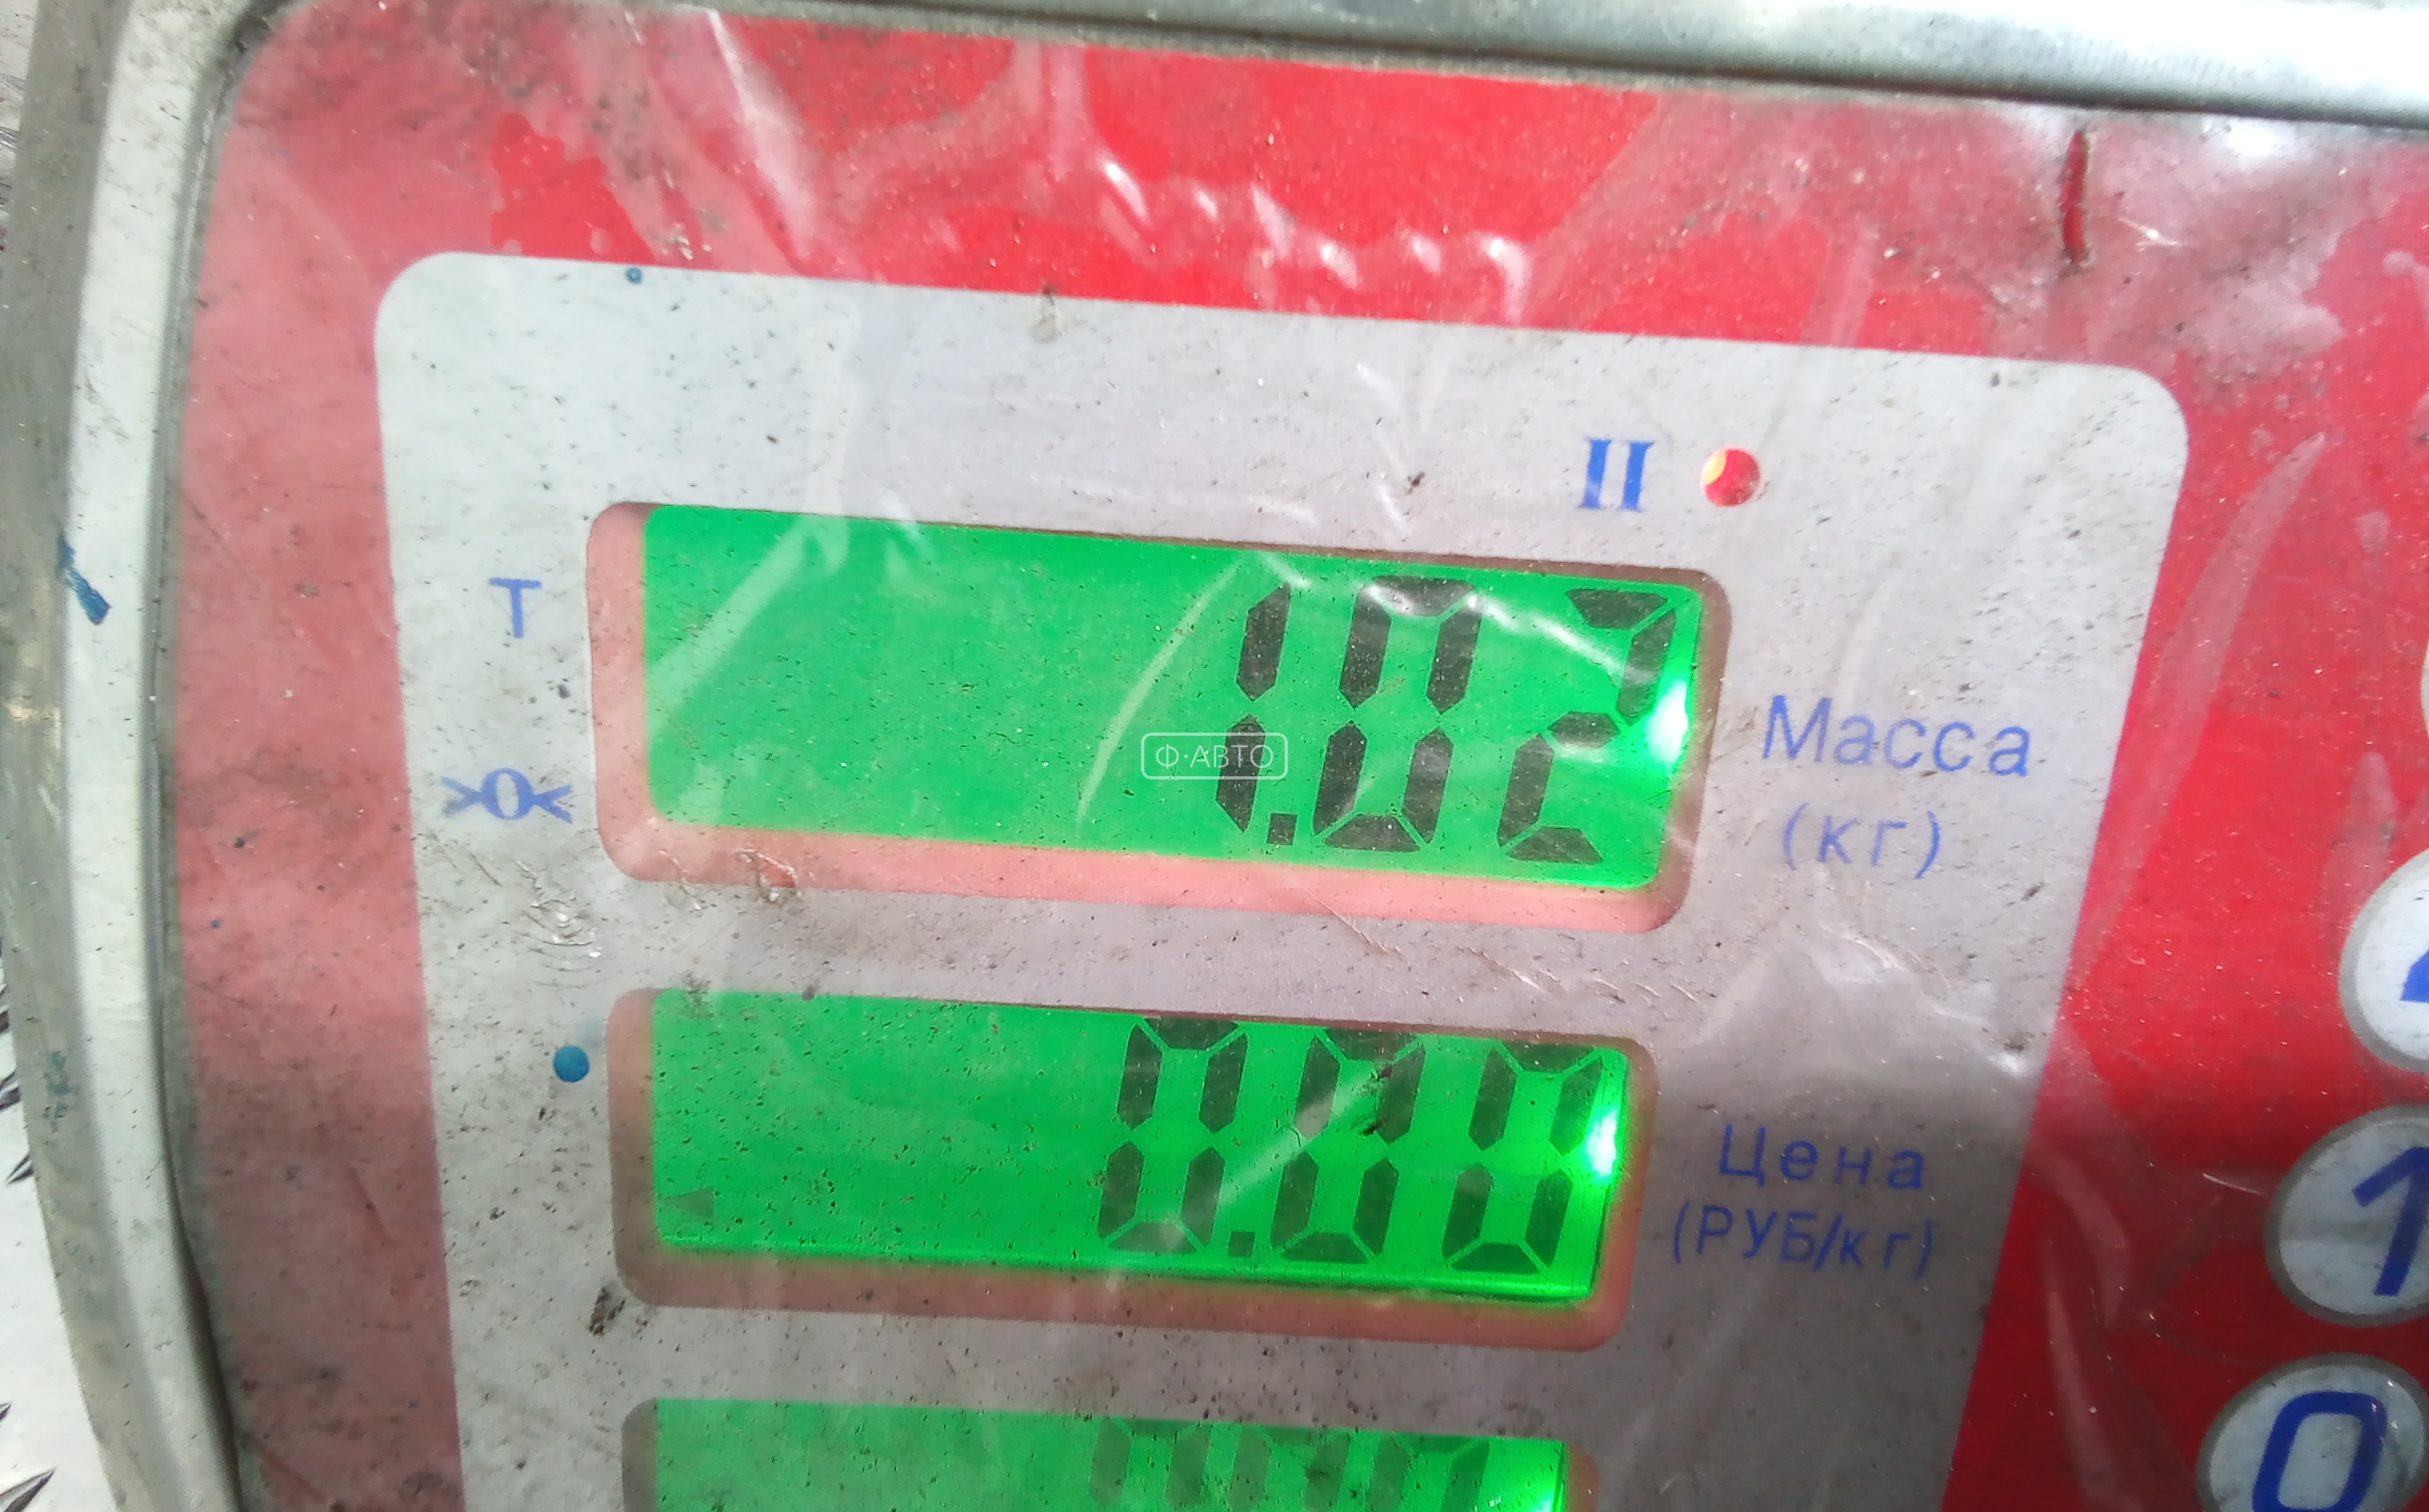 II
T
1.02
Масса
>0<
(кг)
Ф·АВТО
0.00
Цена
(РУБ/кг)
1
0